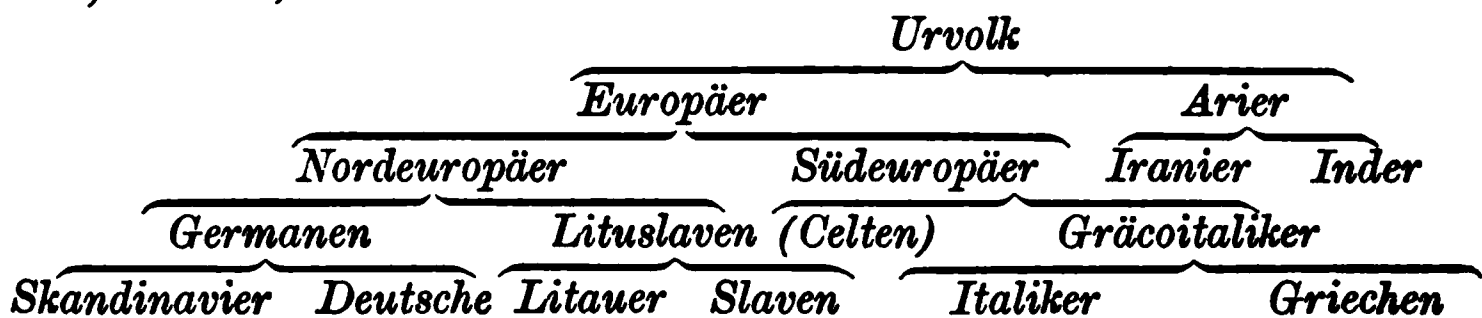 Urvolk
Europäer Arier
Nordeuropäer Südeuropäer Iranier Inder
Germanen Lituslaven (Celten) Gräcoitaliker
Skandinavier Deutsche Litauer Slaven Italiker Griechen